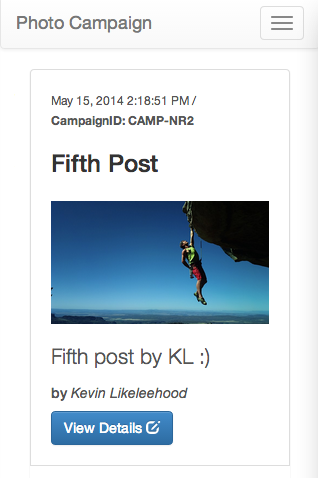 Photo Campaign
May 15, 2014 2:18:51 PM /
CampaignID: CAMP-NR2
Fifth Post
Fifth post by KL :)
by Kevin Likeleehood
View Details